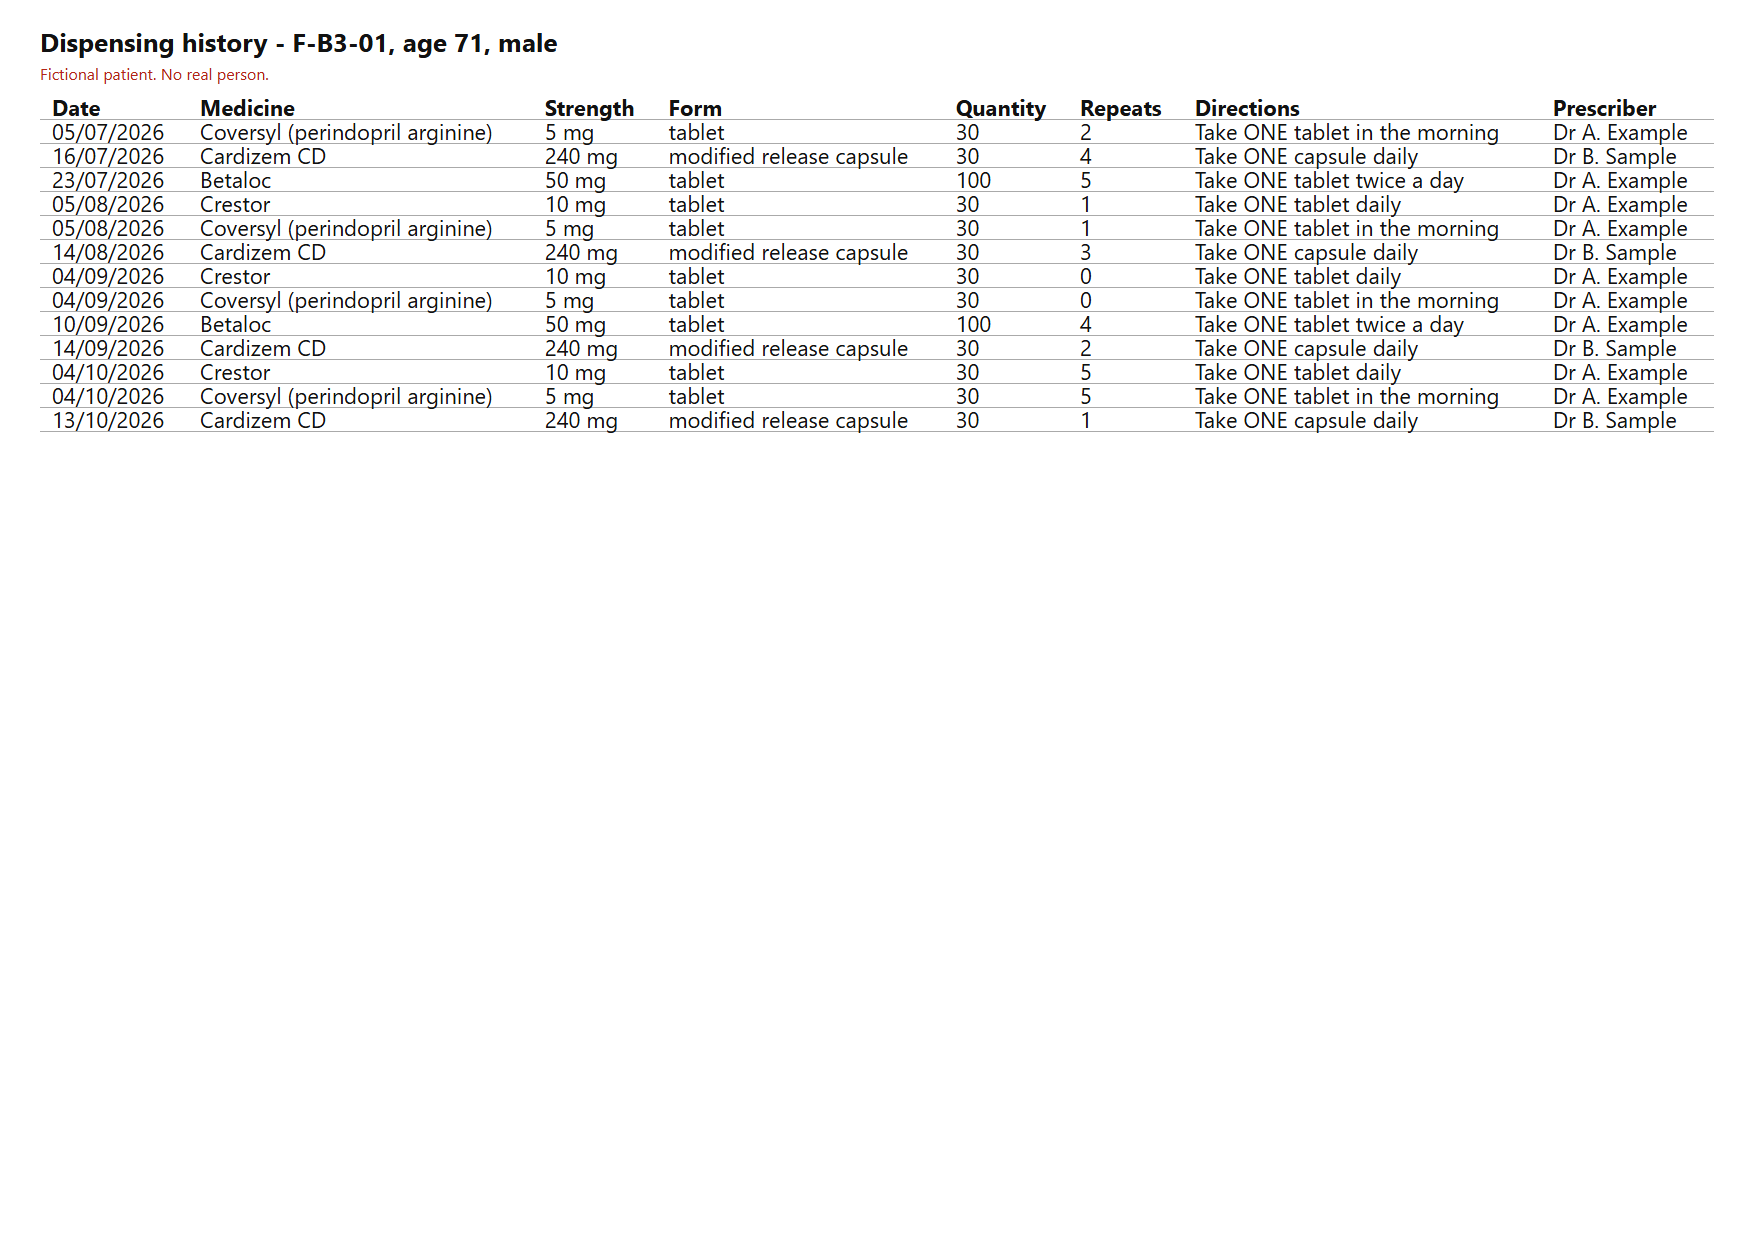 Dispensing history - F-B3-01, age 71, male
Fictional patient. No real person.
Date Medicine Strength Form Quantity Repeats Directions Prescriber
05/07/2026 Coversyl (perindopril arginine) 5 mg tablet 30 2 Take ONE tablet in the morning Dr A. Example
16/07/2026 Cardizem CD 240 mg modified release capsule 30 4 Take ONE capsule daily Dr B. Sample
23/07/2026 Betaloc 50 mg tablet 100 5 Take ONE tablet twice a day Dr A. Example
05/08/2026 Crestor 10 mg tablet 30 1 Take ONE tablet daily Dr A. Example
05/08/2026 Coversyl (perindopril arginine) 5 mg tablet 30 1 Take ONE tablet in the morning Dr A. Example
14/08/2026 Cardizem CD 240 mg modified release capsule 30 3 Take ONE capsule daily Dr B. Sample
04/09/2026 Crestor 10 mg tablet 30 0 Take ONE tablet daily Dr A. Example
04/09/2026 Coversyl (perindopril arginine) 5 mg tablet 30 0 Take ONE tablet in the morning Dr A. Example
10/09/2026 Betaloc 50 mg tablet 100 4 Take ONE tablet twice a day Dr A. Example
14/09/2026 Cardizem CD 240 mg modified release capsule 30 2 Take ONE capsule daily Dr B. Sample
04/10/2026 Crestor 10 mg tablet 30 5 Take ONE tablet daily Dr A. Example
04/10/2026 Coversyl (perindopril arginine) 5 mg tablet 30 5 Take ONE tablet in the morning Dr A. Example
13/10/2026 Cardizem CD 240 mg modified release capsule 30 1 Take ONE capsule daily Dr B. Sample